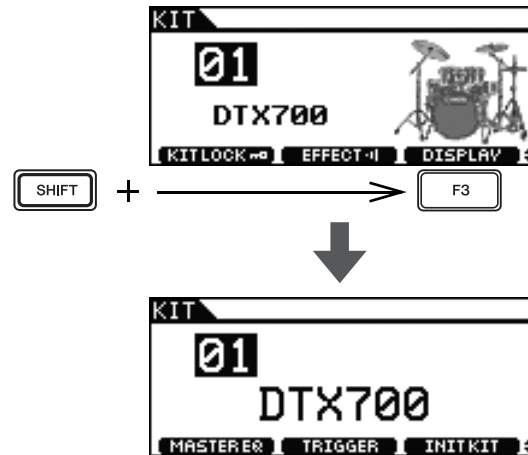 KIT
01
DTX700
KITLOCK EFFECT DISPLAY
SHIFT + F3
KIT
01
DTX700
MASTER EQ TRIGGER INIT KIT